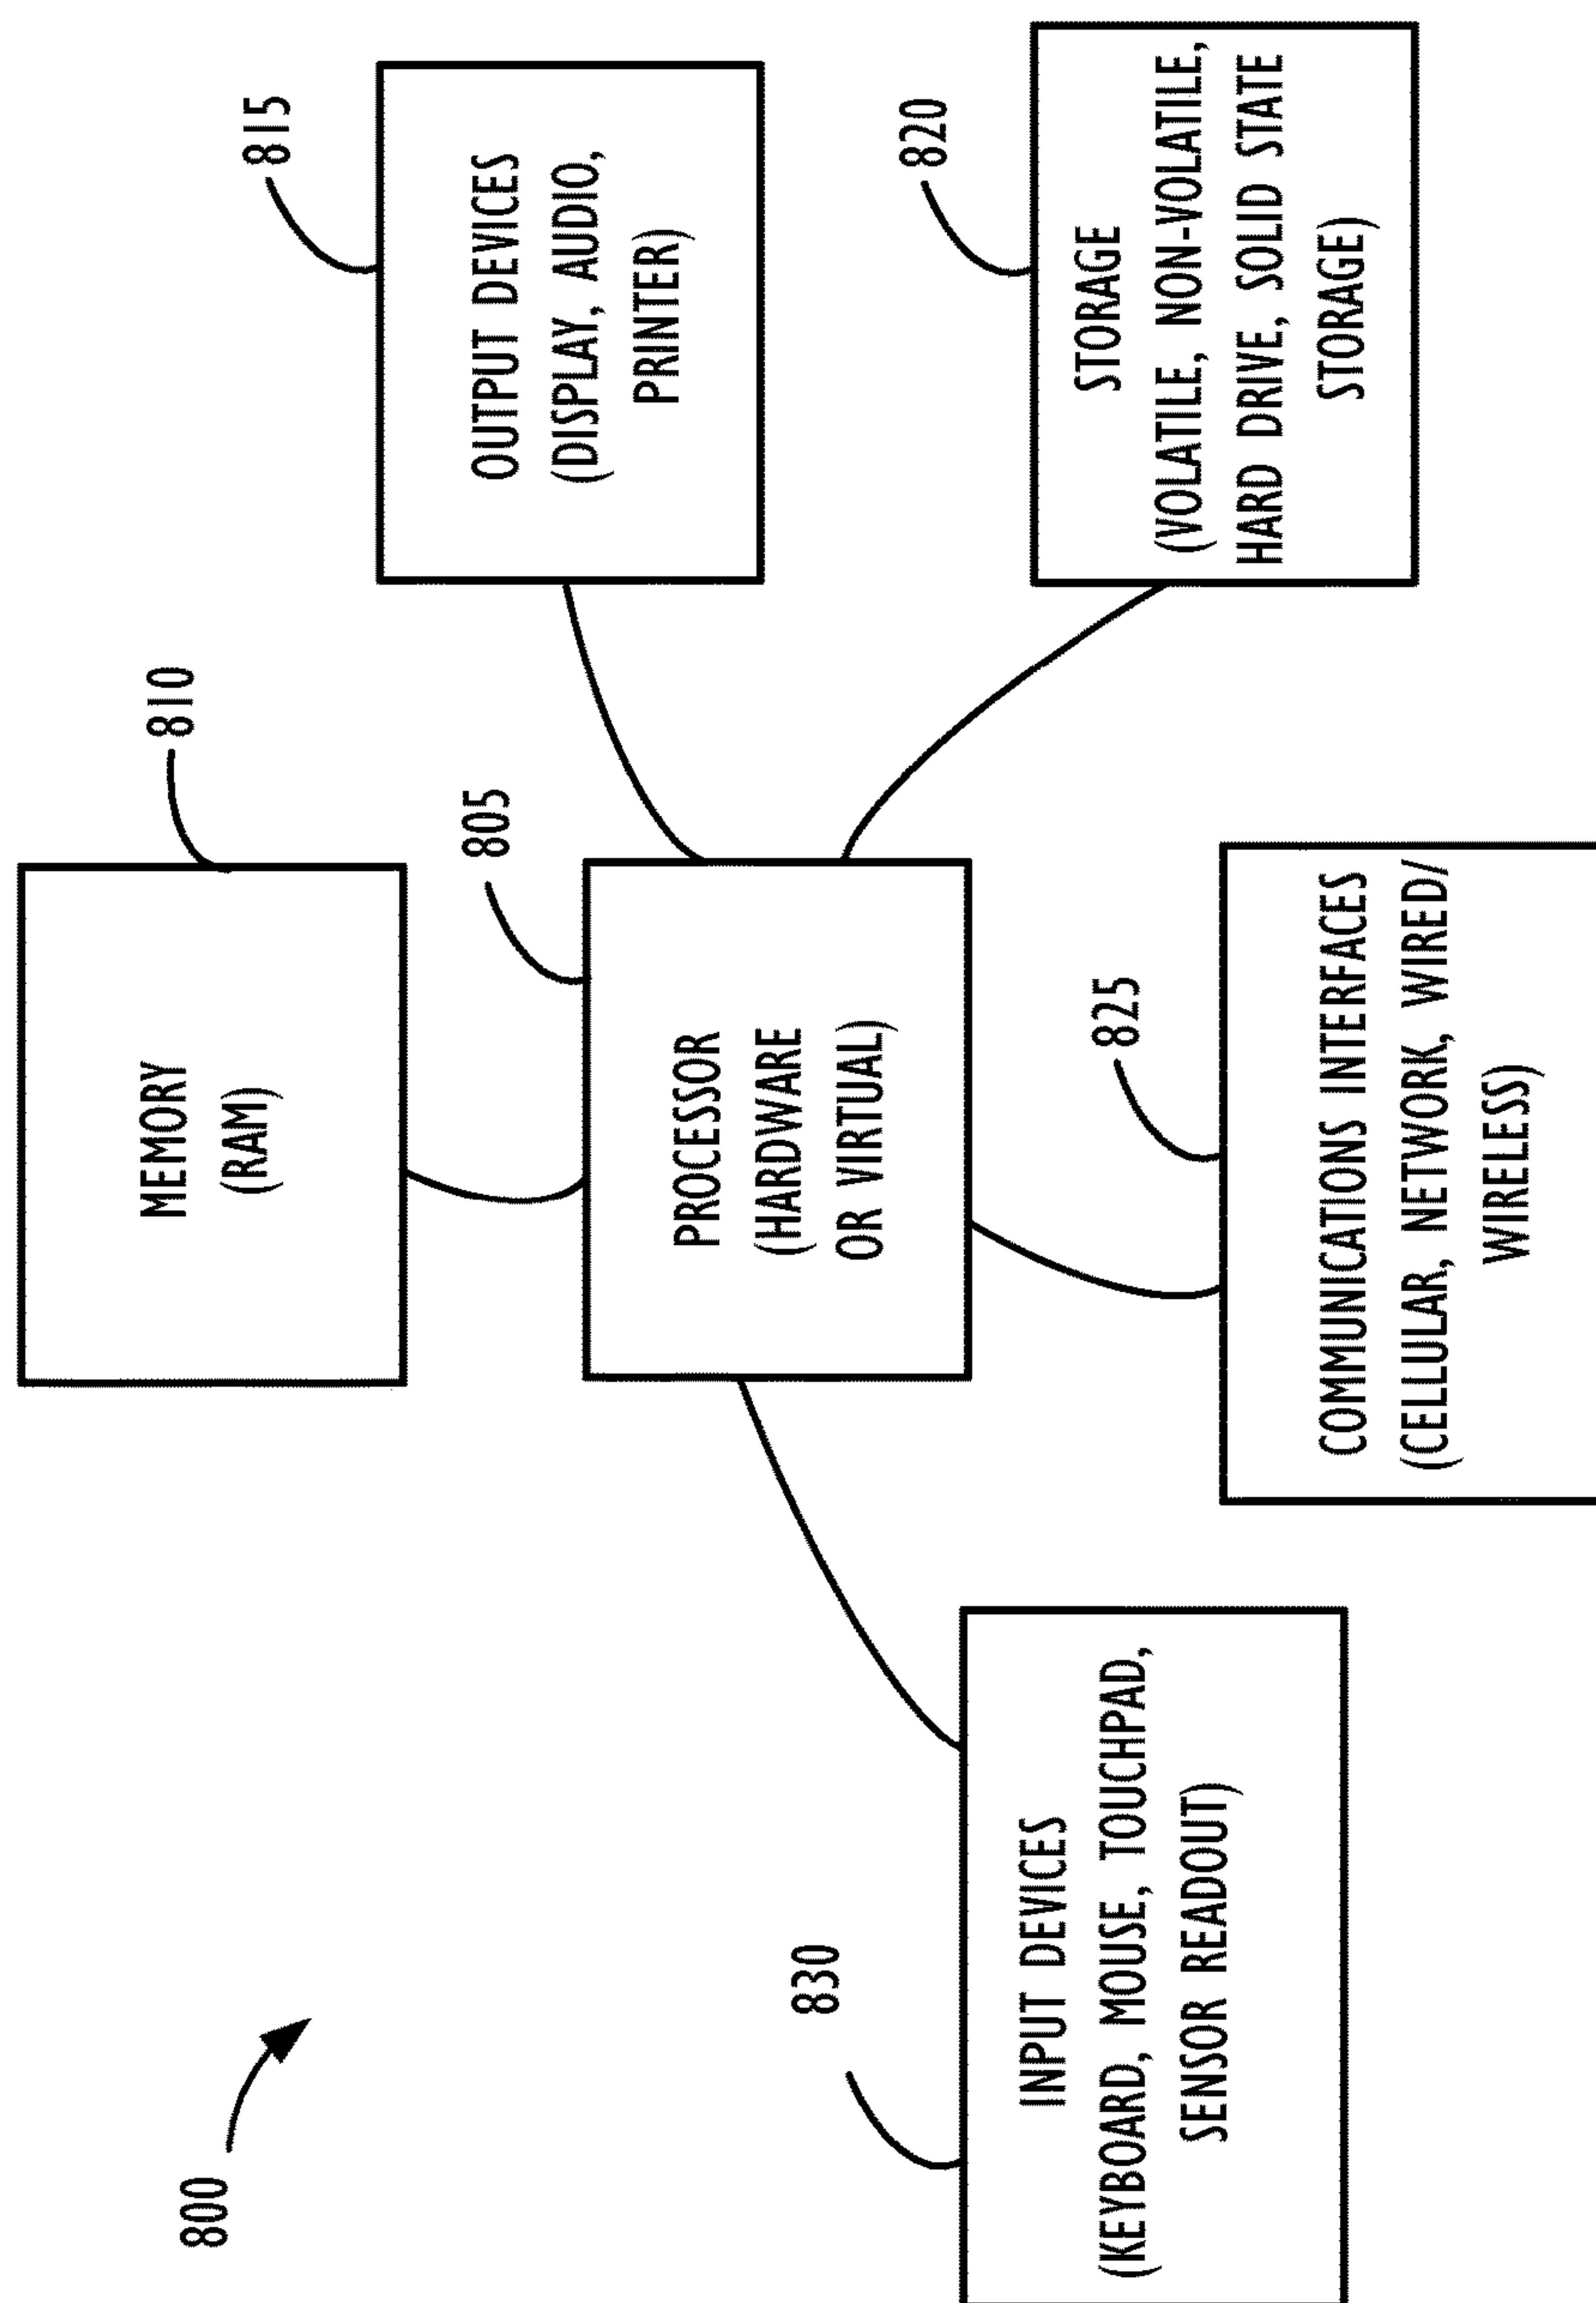 800
810
MEMORY
(RAM)
815
OUTPUT DEVICES
(DISPLAY, AUDIO,
PRINTER)
805
PROCESSOR
(HARDWARE
OR VIRTUAL)
830
INPUT DEVICES
(KEYBOARD, MOUSE, TOUCHPAD,
SENSOR READOUT)
820
STORAGE
(VOLATILE, NON-VOLATILE,
HARD DRIVE, SOLID STATE
STORAGE)
825
COMMUNICATIONS INTERFACES
(CELLULAR, NETWORK, WIRED/
WIRELESS)